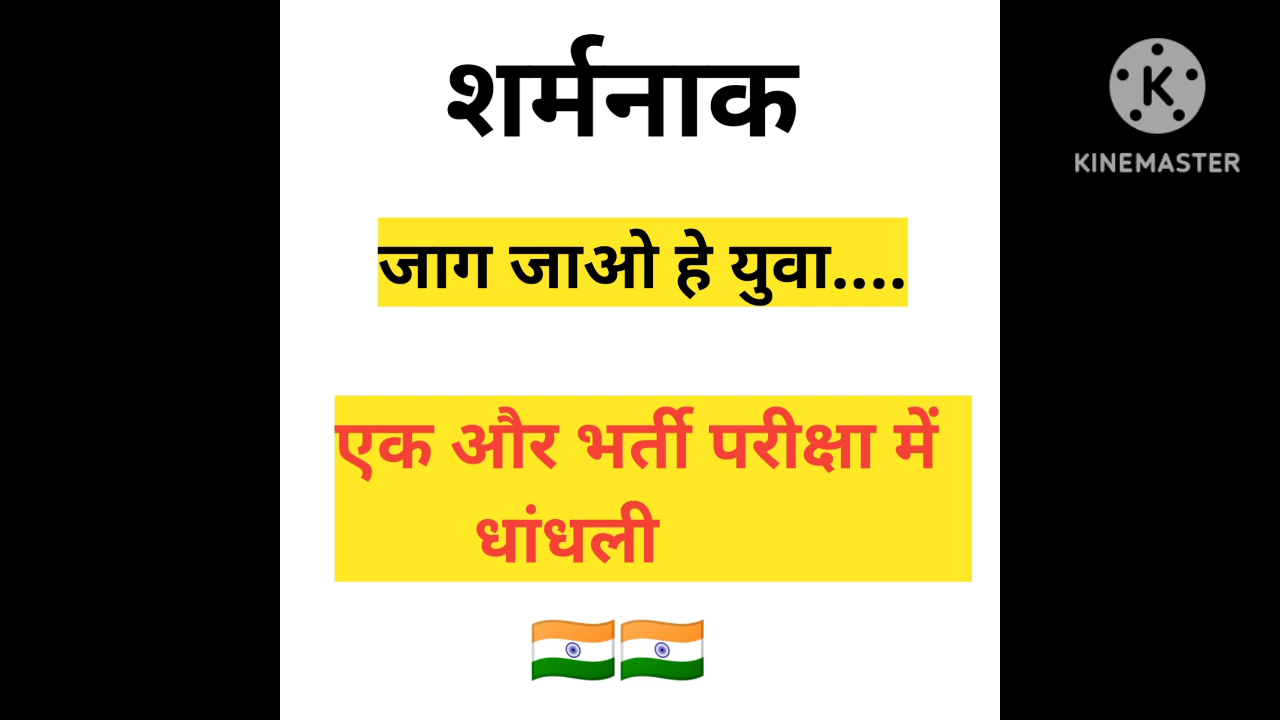 शर्मनाक
KINEMASTER
जाग जाओ हे युवा....
एक और भर्ती परीक्षा में
धांधली